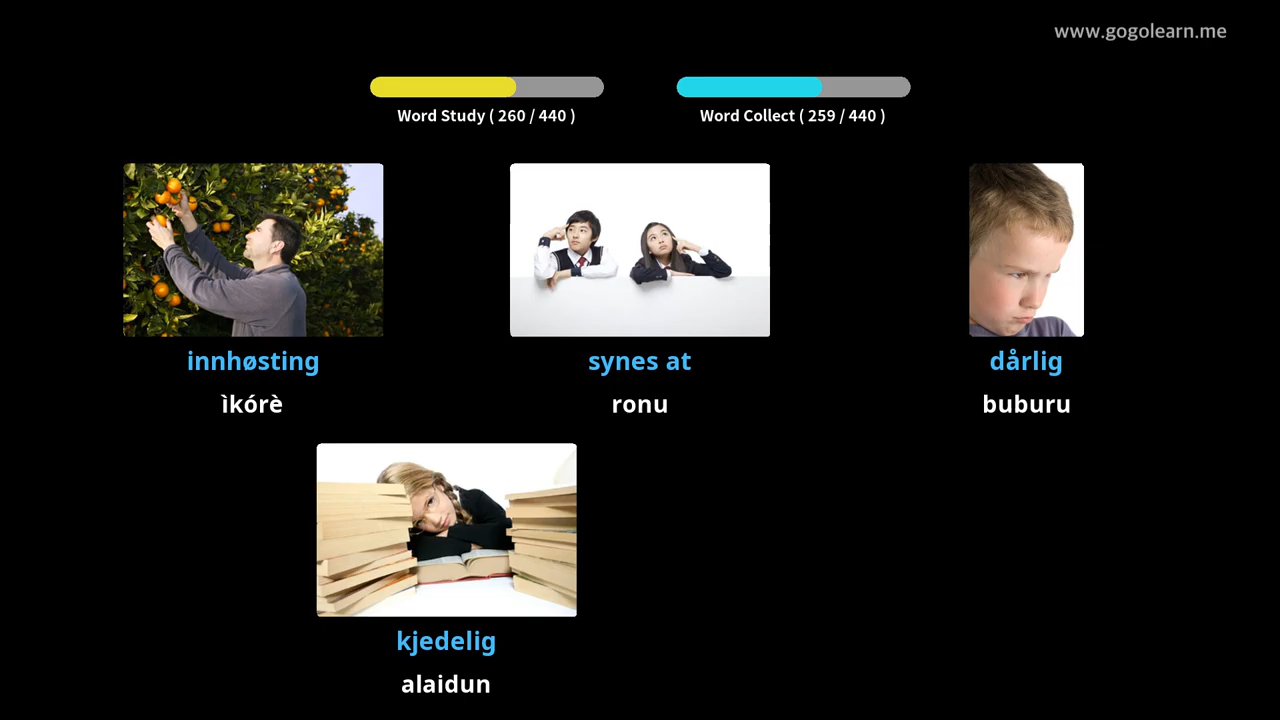 www.gogolearn.me
Word Study ( 260 / 440 )
Word Collect ( 259 / 440 )
innhøsting
ìkórè
synes at
ronu
dårlig
buburu
kjedelig
alaidun